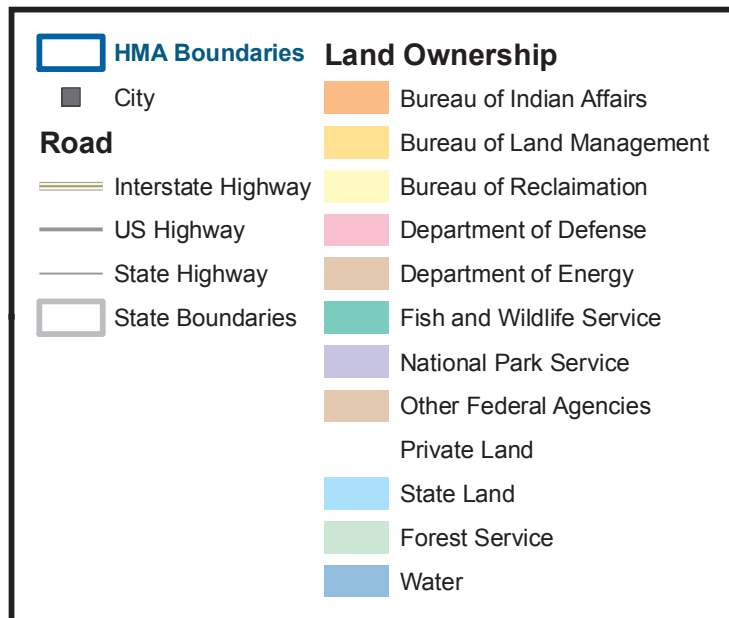 HMA Boundaries
City
Road
Interstate Highway
US Highway
State Highway
State Boundaries
Land Ownership
Bureau of Indian Affairs
Bureau of Land Management
Bureau of Reclamation
Department of Defense
Department of Energy
Fish and Wildlife Service
National Park Service
Other Federal Agencies
Private Land
State Land
Forest Service
Water